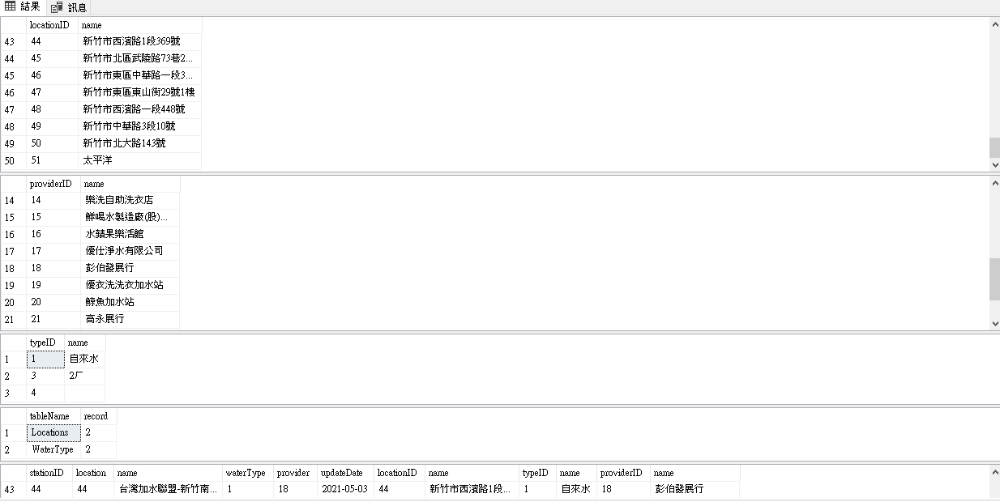 結果 訊息
locationID name
43 44 新竹市西濱路1段369號
44 45 新竹市北區武陵路73巷2...
45 46 新竹市東區中華路一段3...
46 47 新竹市東區東山街29號1樓
47 48 新竹市西濱路一段448號
48 49 新竹市中華路3段10號
49 50 新竹市北大路143號
50 51 太平洋
providerID name
14 14 樂洗自助洗衣店
15 15 鮮喝水製造廠(股)...
16 16 水蘋果樂活館
17 17 優仕淨水有限公司
18 18 彭伯發展行
19 19 優衣洗洗衣加水站
20 20 鯨魚加水站
21 21 高永展行
typeID name
1 1 自來水
2 3 2厂
3 4
tableName record
1 Locations 2
2 WaterType 2
stationID location name waterType provider updateDate locationID name typeID name providerID name
43 44 44 台灣加水聯盟-新竹南... 1 18 2021-05-03 44 新竹市西濱路1段... 1 自來水 18 彭伯發展行